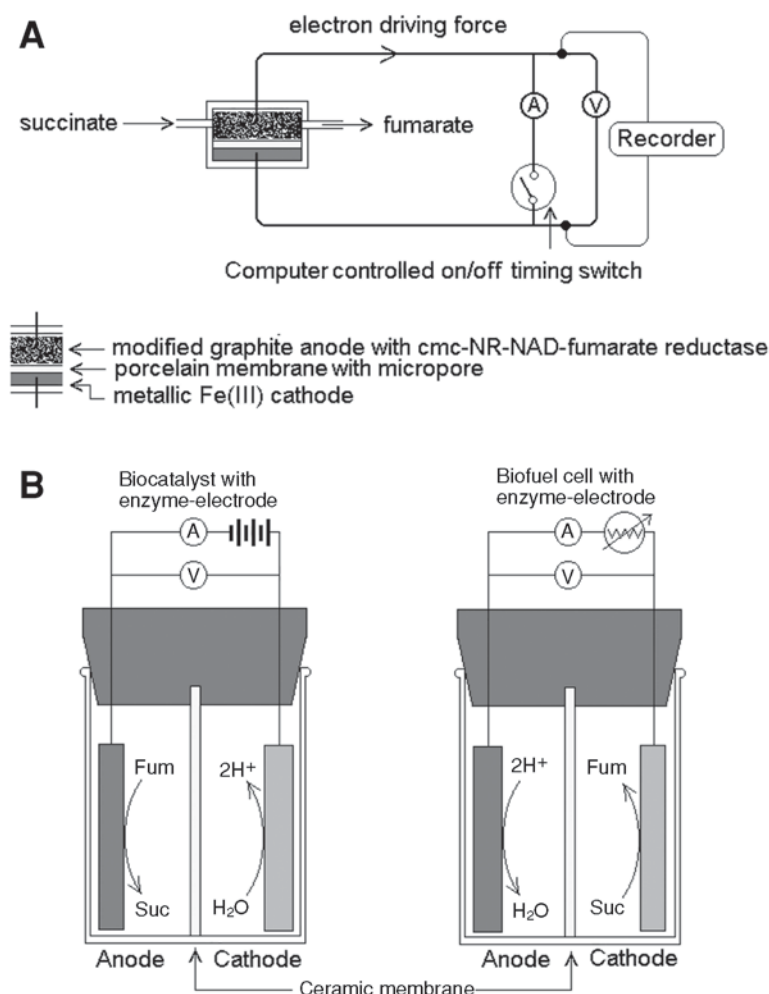 A
electron driving force
succinate
fumarate
A
V
Recorder
Computer controlled on/off timing switch
modified graphite anode with cmc-NR-NAD-fumarate reductase
porcelain membrane with micropore
metallic Fe(III) cathode
B
Biocatalyst with
enzyme-electrode
A
V
Fum
2H+
Suc
H₂O
Anode
Cathode
Biofuel cell with
enzyme-electrode
A
V
2H+
Fum
H₂O
Suc
Anode
Cathode
Ceramic membrane